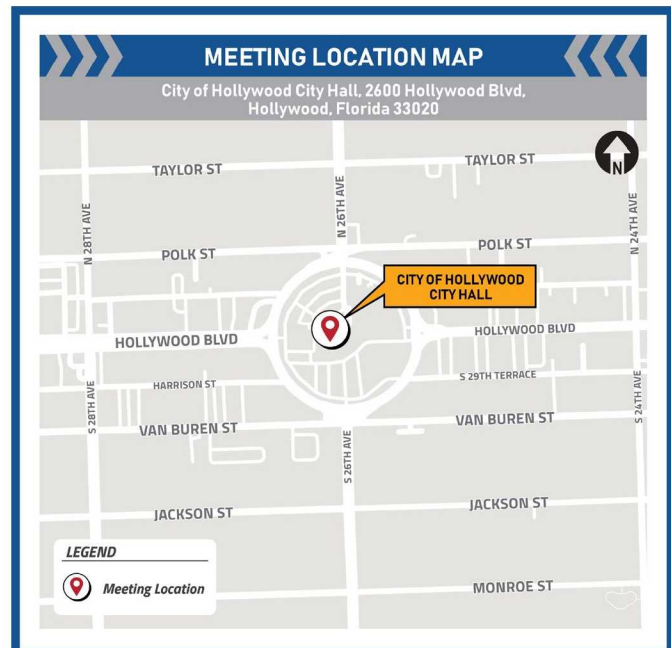 MEETING LOCATION MAP
City of Hollywood City Hall, 2600 Hollywood Blvd,
Hollywood, Florida 33020
TAYLOR ST
TAYLOR ST
N
N 28TH AVE
N 26TH AVE
N 24TH AVE
POLK ST
POLK ST
CITY OF HOLLYWOOD
CITY HALL
HOLLYWOOD BLVD
HOLLYWOOD BLVD
HARRISON ST
S 29TH TERRACE
S 28TH AVE
S 24TH AVE
VAN BUREN ST
VAN BUREN ST
S 26TH AVE
JACKSON ST
JACKSON ST
LEGEND
Meeting Location
MONROE ST